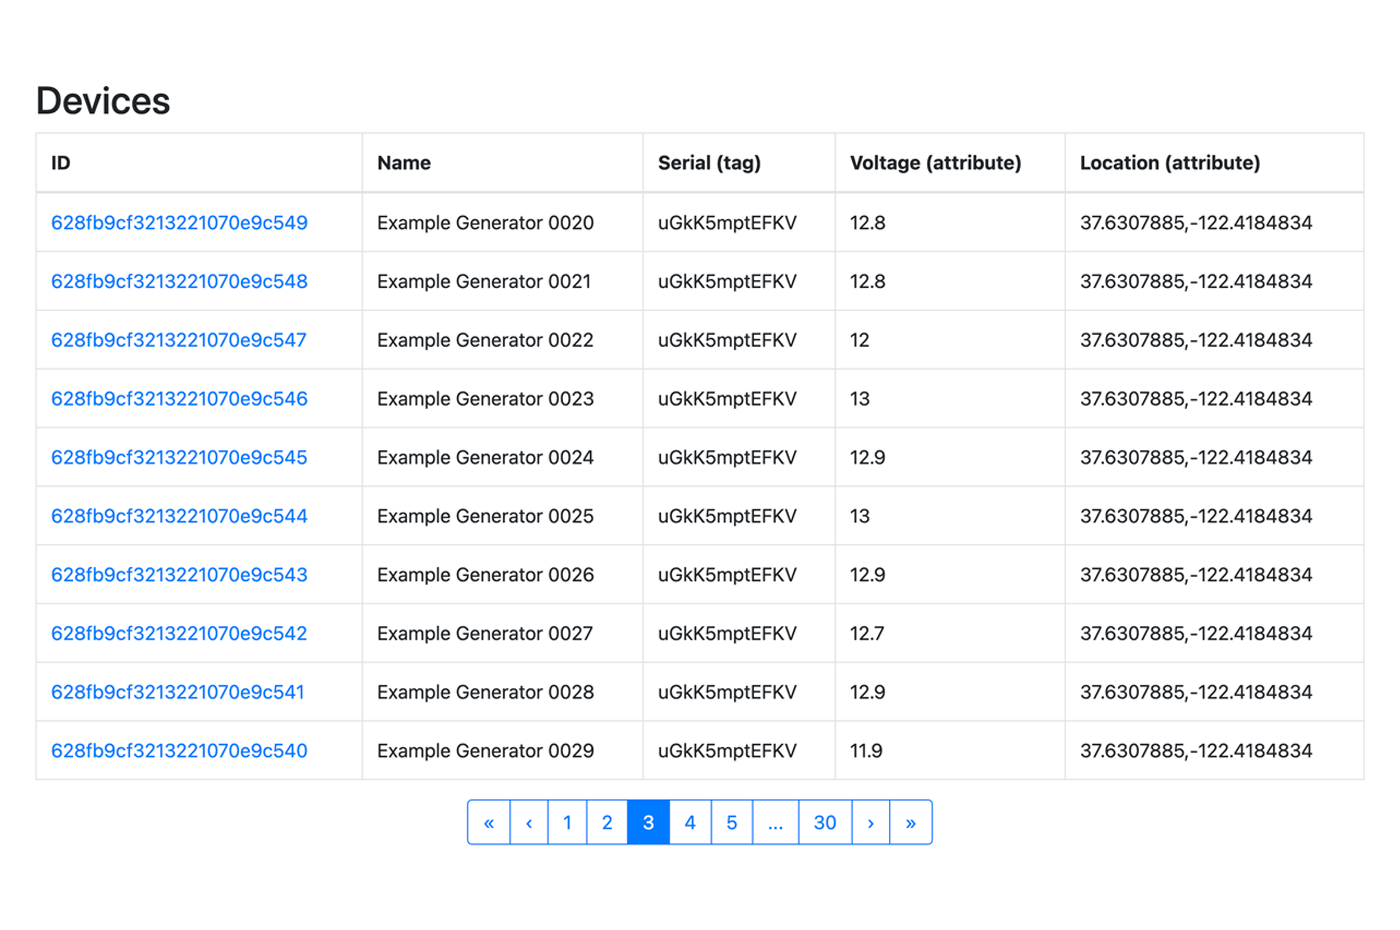 Devices
ID Name Serial (tag) Voltage (attribute) Location (attribute)
628fb9cf3213221070e9c549 Example Generator 0020 uGkK5mptEFKV 12.8 37.6307885,-122.4184834
628fb9cf3213221070e9c548 Example Generator 0021 uGkK5mptEFKV 12.8 37.6307885,-122.4184834
628fb9cf3213221070e9c547 Example Generator 0022 uGkK5mptEFKV 12 37.6307885,-122.4184834
628fb9cf3213221070e9c546 Example Generator 0023 uGkK5mptEFKV 13 37.6307885,-122.4184834
628fb9cf3213221070e9c545 Example Generator 0024 uGkK5mptEFKV 12.9 37.6307885,-122.4184834
628fb9cf3213221070e9c544 Example Generator 0025 uGkK5mptEFKV 13 37.6307885,-122.4184834
628fb9cf3213221070e9c543 Example Generator 0026 uGkK5mptEFKV 12.9 37.6307885,-122.4184834
628fb9cf3213221070e9c542 Example Generator 0027 uGkK5mptEFKV 12.7 37.6307885,-122.4184834
628fb9cf3213221070e9c541 Example Generator 0028 uGkK5mptEFKV 12.9 37.6307885,-122.4184834
628fb9cf3213221070e9c540 Example Generator 0029 uGkK5mptEFKV 11.9 37.6307885,-122.4184834
« ‹ 1 2 3 4 5 ... 30 › »